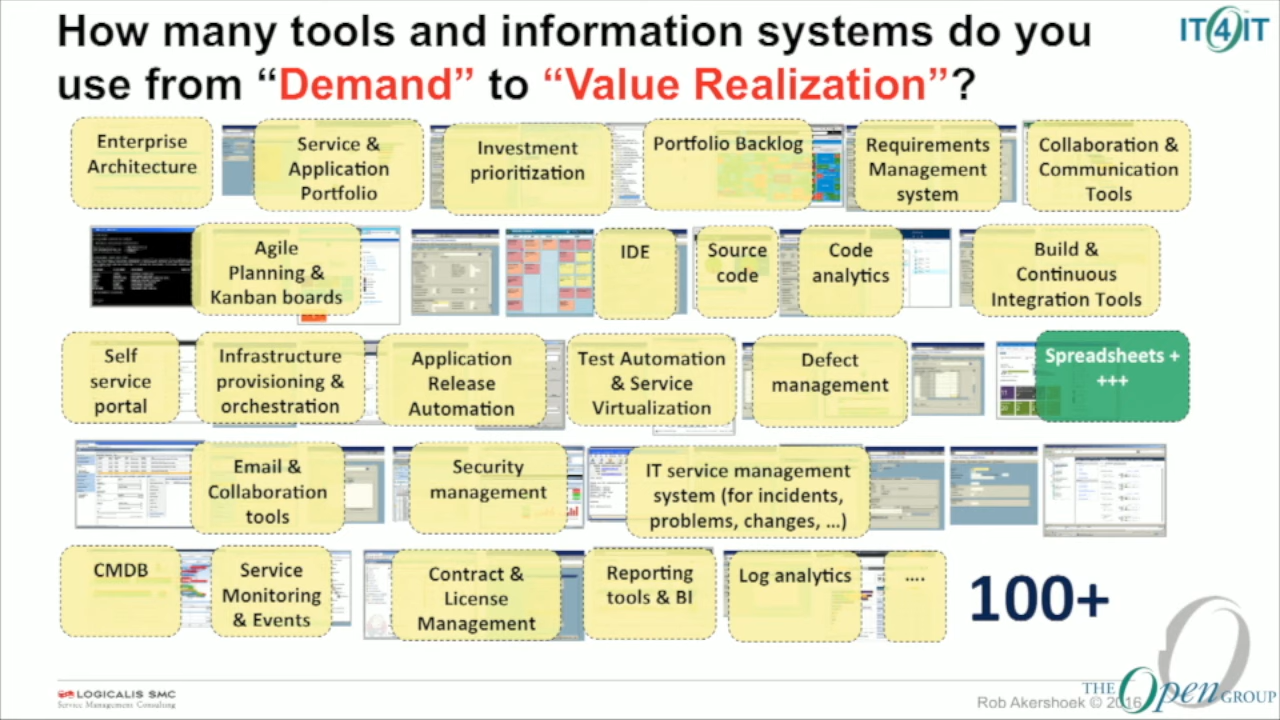 How many tools and information systems do you
use from “Demand” to “Value Realization”?
IT4IT
Enterprise
Architecture
Service &
Application
Portfolio
Investment
prioritization
Portfolio Backlog
Requirements
Management
system
Collaboration &
Communication
Tools
Agile
Planning &
Kanban boards
IDE
Source
code
Code
analytics
Build &
Continuous
Integration Tools
Self
service
portal
Infrastructure
provisioning &
orchestration
Application
Release
Automation
Test Automation
& Service
Virtualization
Defect
management
Spreadsheets +
+++
Email &
Collaboration
tools
Security
management
IT service management
system (for incidents,
problems, changes, …)
CMDB
Service
Monitoring
& Events
Contract &
License
Management
Reporting
tools & BI
Log analytics
....
100+
LOGICALIS SMC
Service Management Consulting
Rob Akershoek © 2016
THE Open GROUP